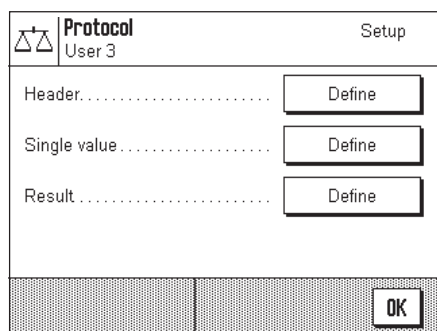 Protocol
Setup
User 3
Header....................... Define
Single value.................. Define
Result........................ Define
OK